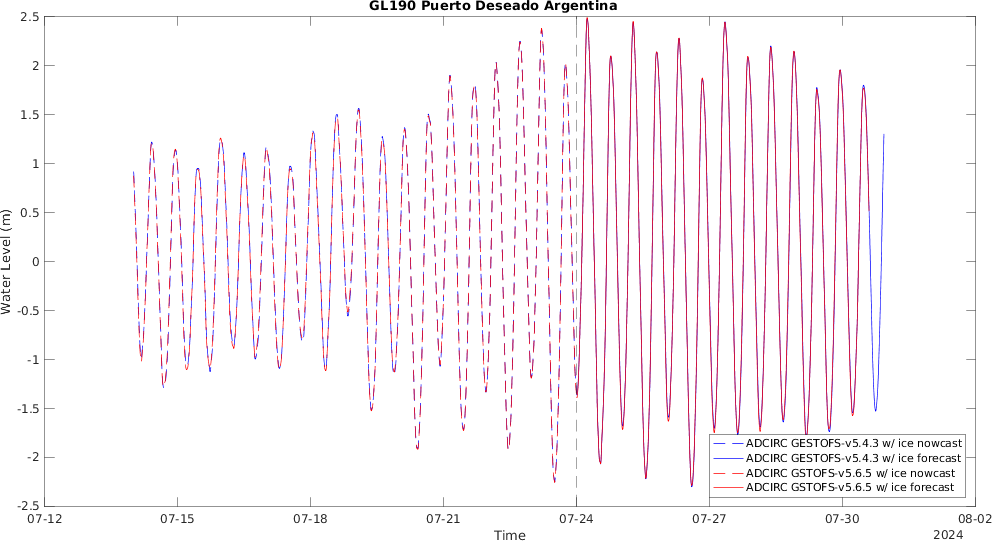 GL190 Puerto Deseado Argentina
Water Level (m)
2.5
2
1.5
1
0.5
0
-0.5
-1
-1.5
-2
-2.5
ADCIRC GESTOFS-v5.4.3 w/ ice nowcast
ADCIRC GESTOFS-v5.4.3 w/ ice forecast
ADCIRC GSTOFS-v5.6.5 w/ ice nowcast
ADCIRC GSTOFS-v5.6.5 w/ ice forecast
07-12 07-15 07-18 07-21 07-24 07-27 07-30 08-02
Time
2024